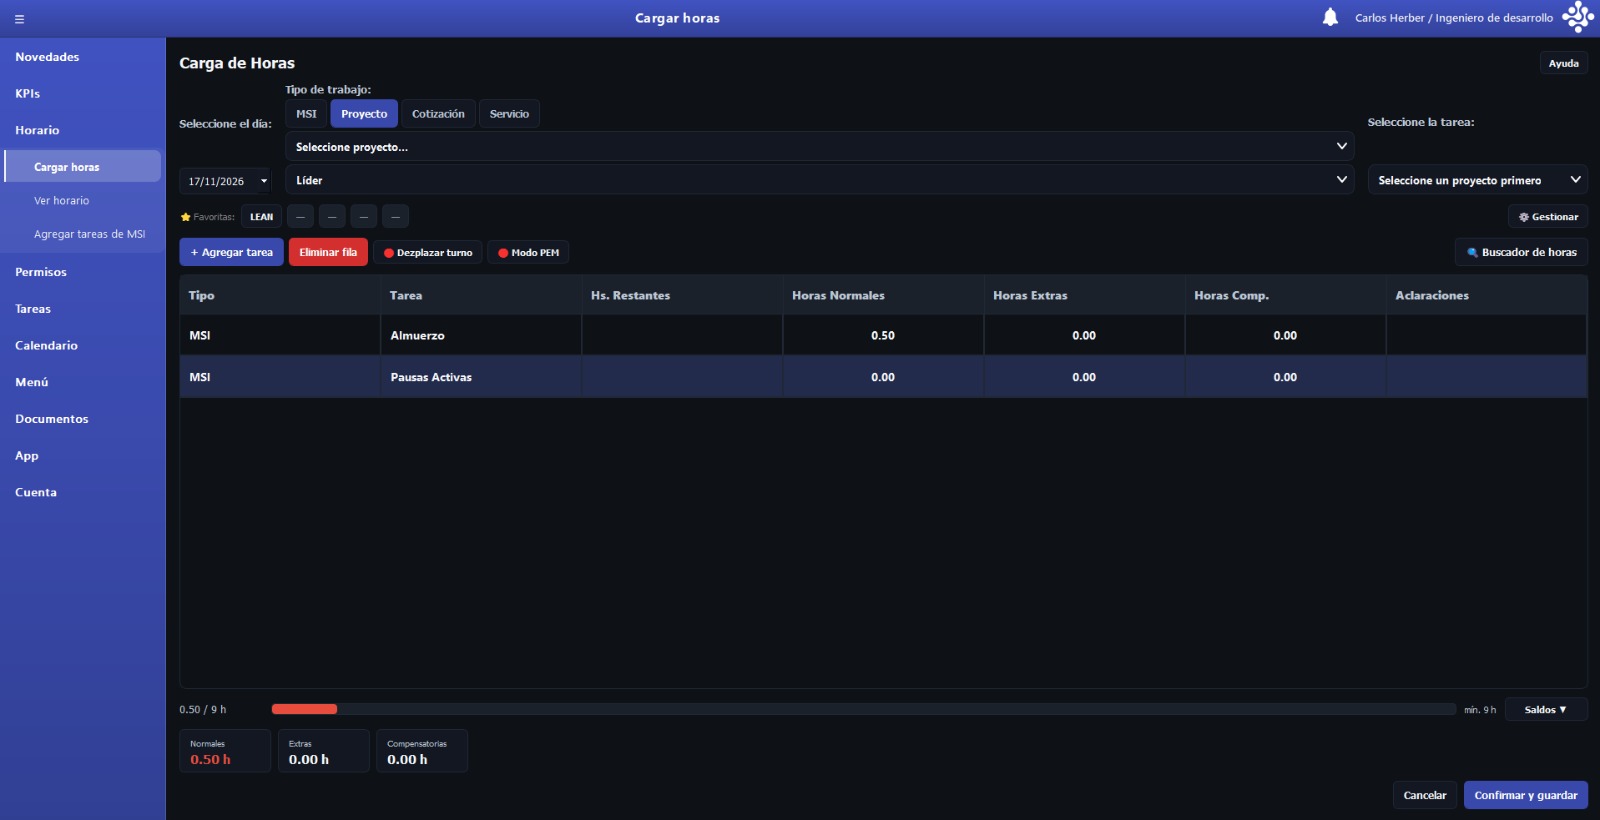 ☰ Cargar horas Carlos Herber / Ingeniero de desarrollo
Novedades
KPIs
Horario
Cargar horas
Ver horario
Agregar tareas de MSI
Permisos
Tareas
Calendario
Menú
Documentos
App
Cuenta
Carga de Horas Ayuda
Tipo de trabajo:
Seleccione el día: MSI Proyecto Cotización Servicio Seleccione la tarea:
Seleccione proyecto...
17/11/2026 Líder Seleccione un proyecto primero
Favoritas: LEAN — — — — Gestionar
+ Agregar tarea Eliminar fila Dezplazar turno Modo PEM Buscador de horas
Tipo Tarea Hs. Restantes Horas Normales Horas Extras Horas Comp. Aclaraciones
MSI Almuerzo 0.50 0.00 0.00
MSI Pausas Activas 0.00 0.00 0.00
0.50 / 9 h mín. 9 h Saldos ▼
Normales Extras Compensatorias
0.50 h 0.00 h 0.00 h
Cancelar Confirmar y guardar